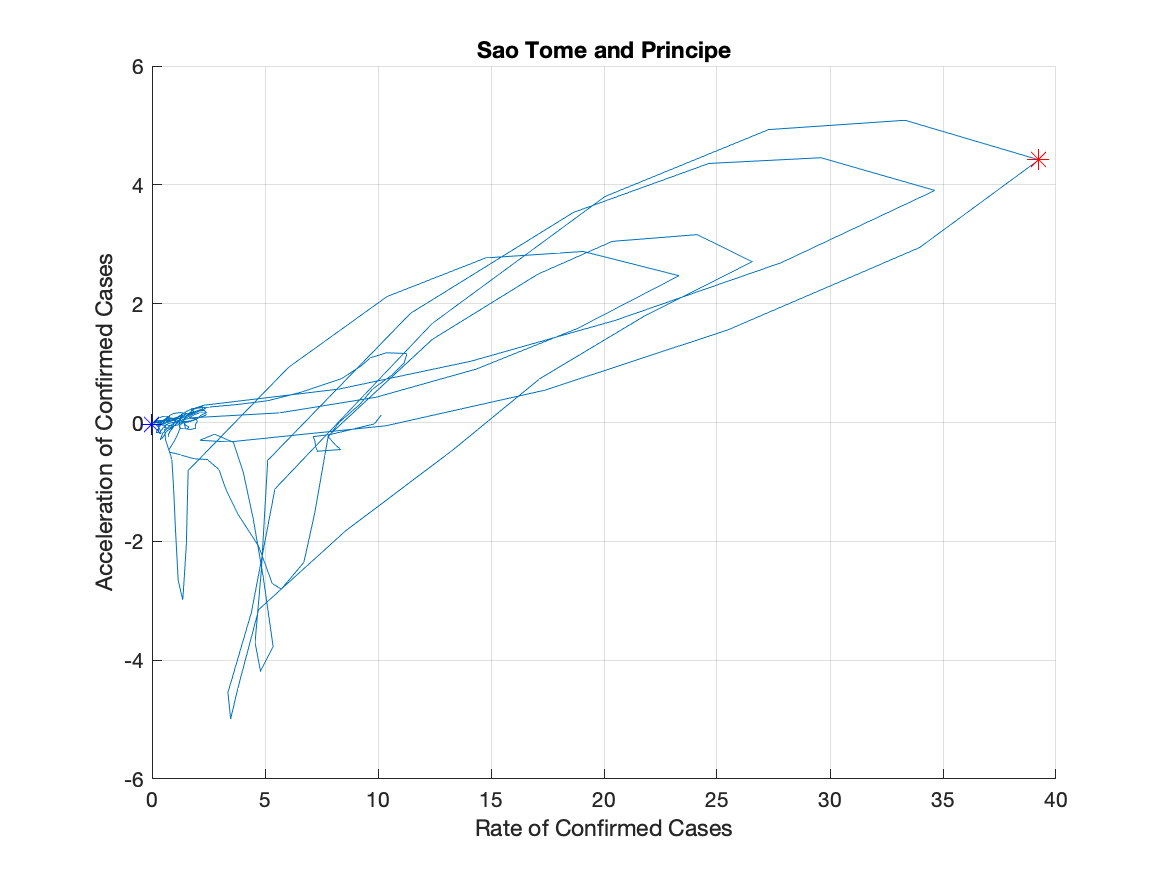 Sao Tome and Principe
6
4
2
0
-2
-4
-6
Acceleration of Confirmed Cases
0 5 10 15 20 25 30 35 40
Rate of Confirmed Cases